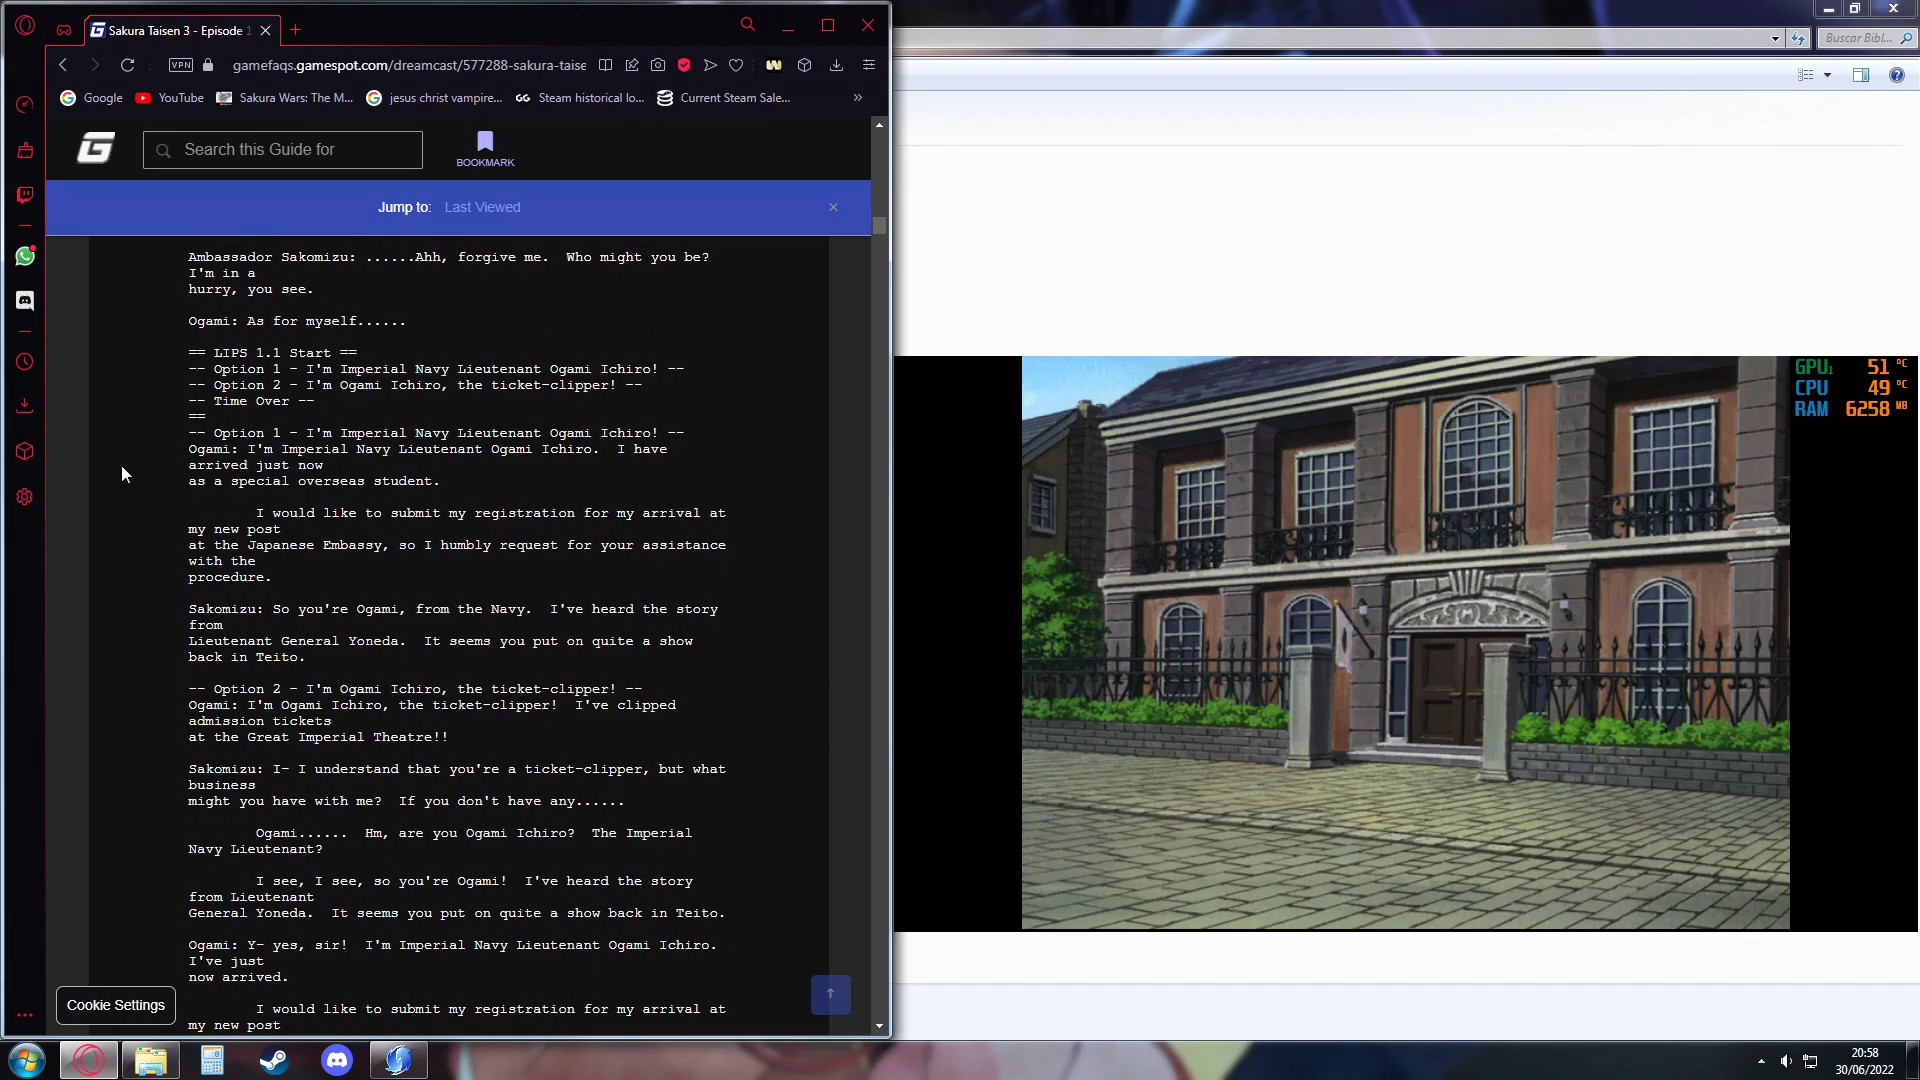 Sakura Taisen 3 - Episode 1
VPN
gamefaqs.gamespot.com/dreamcast/577288-sakura-taise
Google
YouTube
Sakura Wars: The M...
jesus christ vampire...
Steam historical lo...
Current Steam Sale...
Search this Guide for
BOOKMARK
Jump to: Last Viewed
Ambassador Sakomizu: ......Ahh, forgive me.  Who might you be?
I'm in a
hurry, you see.
Ogami: As for myself......
== LIPS 1.1 Start ==
-- Option 1 - I'm Imperial Navy Lieutenant Ogami Ichiro! --
-- Option 2 - I'm Ogami Ichiro, the ticket-clipper! --
-- Time Over --
==
-- Option 1 - I'm Imperial Navy Lieutenant Ogami Ichiro! --
Ogami: I'm Imperial Navy Lieutenant Ogami Ichiro.  I have
arrived just now
as a special overseas student.
I would like to submit my registration for my arrival at
my new post
at the Japanese Embassy, so I humbly request for your assistance
with the
procedure.
Sakomizu: So you're Ogami, from the Navy.  I've heard the story
from
Lieutenant General Yoneda.  It seems you put on quite a show
back in Teito.
-- Option 2 - I'm Ogami Ichiro, the ticket-clipper! --
Ogami: I'm Ogami Ichiro, the ticket-clipper!  I've clipped
admission tickets
at the Great Imperial Theatre!!
Sakomizu: I- I understand that you're a ticket-clipper, but what
business
might you have with me?  If you don't have any......
Ogami......  Hm, are you Ogami Ichiro?  The Imperial
Navy Lieutenant?
I see, I see, so you're Ogami!  I've heard the story
from Lieutenant
General Yoneda.  It seems you put on quite a show back in Teito.
Ogami: Y- yes, sir!  I'm Imperial Navy Lieutenant Ogami Ichiro.
I've just
now arrived.
I would like to submit my registration for my arrival at
my new post
Cookie Settings
Buscar Bibl...
GPU1 51 °C
CPU 49 °C
RAM 6258 MB
20:58
30/06/2022